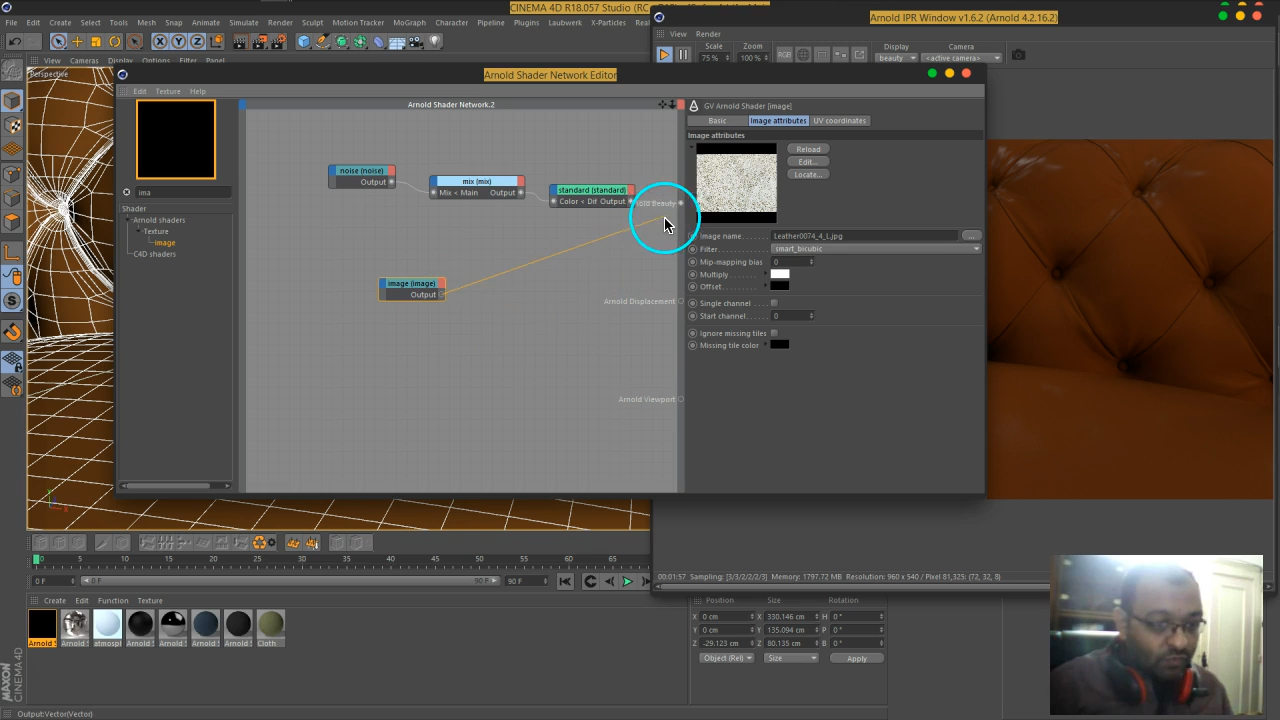 CINEMA 4D R18.057 Studio (RC
File Edit Create Select Tools Mesh Snap Animate Simulate Render Sculpt Motion Tracker MoGraph Character Pipeline Plugins Laubwerk X-Particles
Arnold IPR Window v1.6.2 (Arnold 4.2.16.2)
View Render
Scale Zoom Display Camera
75% 100% RGB beauty <active camera>
View Cameras Display Options Filter Panel
Perspective
Arnold Shader Network Editor
Edit Texture Help
Arnold Shader Network.2
GV Arnold Shader [image]
Basic Image attributes UV coordinates
Image attributes
Reload
Edit...
Locate...
ima
Shader
Arnold shaders
Texture
image
C4D shaders
noise (noise)
Output
mix (mix)
Mix < Main Output
standard (standard)
Color < Dif Output
image (image)
Output
Arnold Displacement
Arnold Viewport
Image name Leather0074_4_L.jpg ...
Filter smart_bicubic
Mip-mapping bias 0
Multiply
Offset
Single channel
Start channel 0
Ignore missing tiles
Missing tile color
00:01:57 Sampling: [3/3/2/2/2/3] Memory: 1797.72 MB Resolution: 960 x 540 / Pixel 81,325: (72, 32, 8)
0 5 10 15 20 25 30 35 40 45 50 55 60 65
0 F 0 F 90 F 90 F
Create Edit Function Texture
Position Size Rotation
X 0 cm X 330.146 cm H 0 °
Y 0 cm Y 135.094 cm P 0 °
Z -29.123 cm Z 80.135 cm B 0 °
Object (Rel) Size Apply
Arnold Arnold atmospl Arnold Arnold Arnold Arnold Cloth
MAXON CINEMA 4D
Output:Vector(Vector)